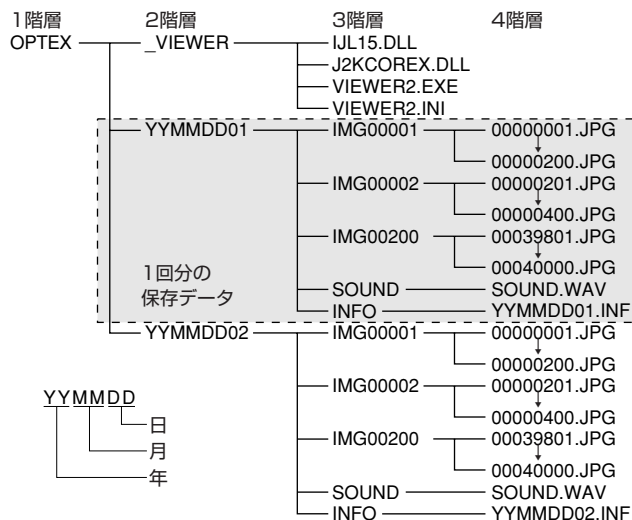 1階層 2階層 3階層 4階層
OPTEX _VIEWER IJL15.DLL
J2KCOREX.DLL
VIEWER2.EXE
VIEWER2.INI
YYMMDD01 IMG00001 00000001.JPG
00000200.JPG
IMG00002 00000201.JPG
00000400.JPG
IMG00200 00039801.JPG
00040000.JPG
1回分の
保存データ
SOUND SOUND.WAV
INFO YYMMDD01.INF
YYMMDD02 IMG00001 00000001.JPG
00000200.JPG
IMG00002 00000201.JPG
00000400.JPG
IMG00200 00039801.JPG
00040000.JPG
SOUND SOUND.WAV
INFO YYMMDD02.INF
YYMMDD
日
月
年